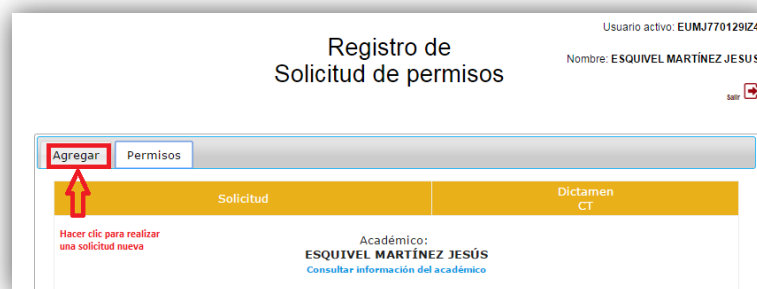 Usuario activo: EUMJ770129IZ4
Registro de
Solicitud de permisos
Nombre: ESQUIVEL MARTÍNEZ JESUS
Salir
Agregar Permisos
Solicitud
Dictamen
CT
Hacer clic para realizar
una solicitud nueva
Académico:
ESQUIVEL MARTÍNEZ JESÚS
Consultar información del académico